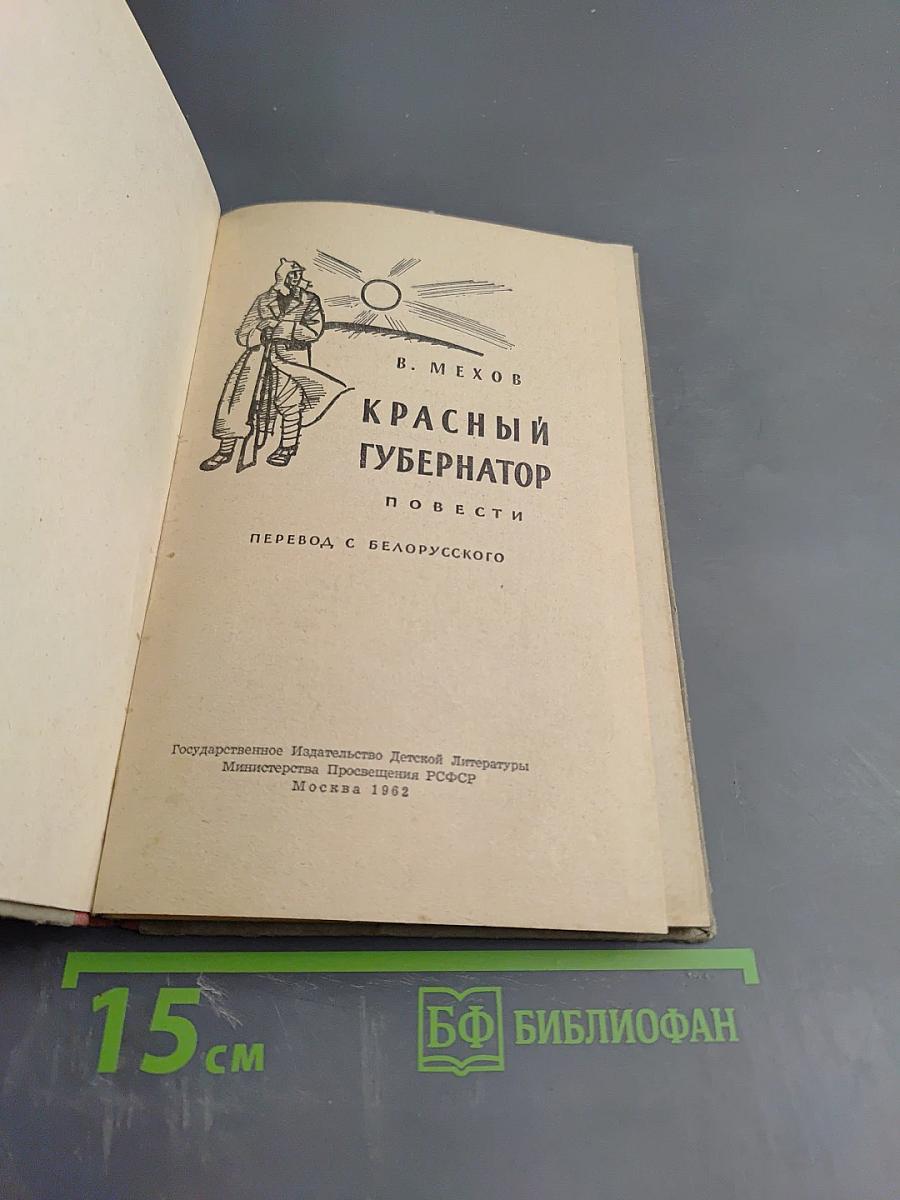 В. МЕХОВ
КРАСНЫЙ
ГУБЕРНАТОР
ПОВЕСТИ
ПЕРЕВОД С БЕЛОРУССКОГО
Государственное Издательство Детской Литературы
Министерства Просвещения РСФСР
Москва 1962
15 см
БФ БИБЛИОФАН